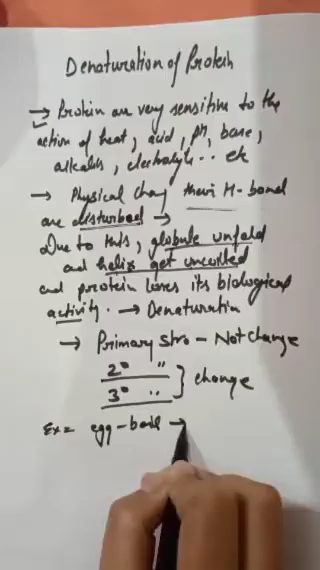 Denaturation of Protein
→ Protein are very sensitive to the
action of heat, acid, pH, base,
alkalis, electrolyte .. etc
→ Physical chang their H-bond
are disturbed →
Due to this, globule unfold
and helix get uncoiled
and protein loses its biological
activity. → Denaturation
→ Primary stro - Not change
2° "
3° " } change
Ex = egg-boil →